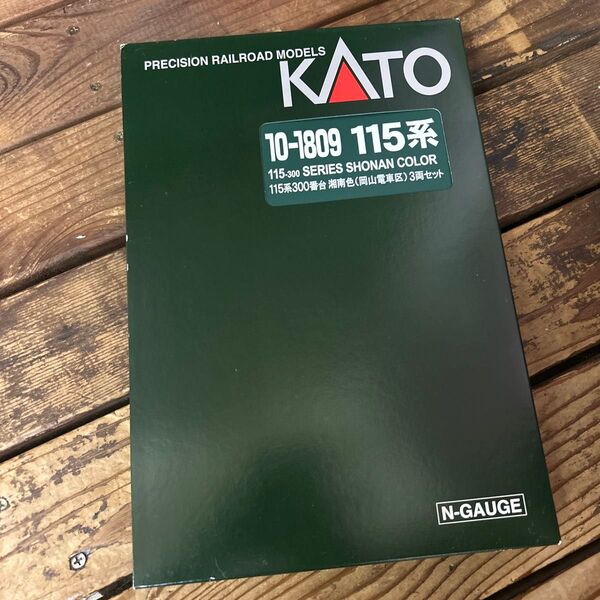 PRECISION RAILROAD MODELS
KATO
10-1809 115系
115-300 SERIES SHONAN COLOR
115系300番台 湘南色(岡山電車区)3両セット
N-GAUGE